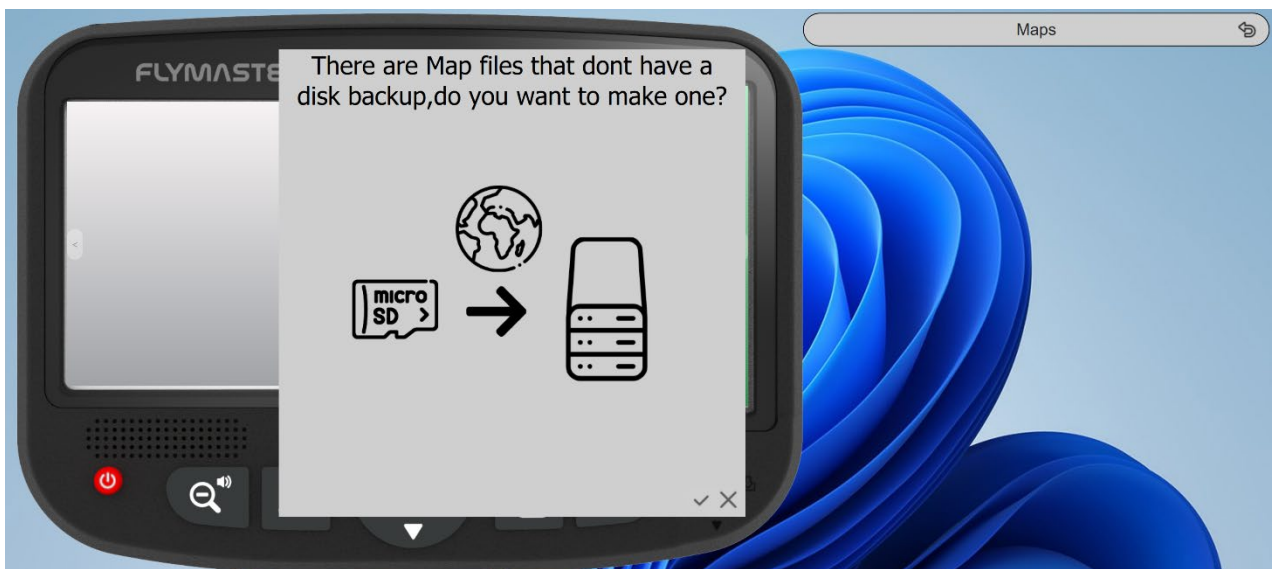 Maps
FLYMASTE
There are Map files that dont have a
disk backup,do you want to make one?
micro
SD